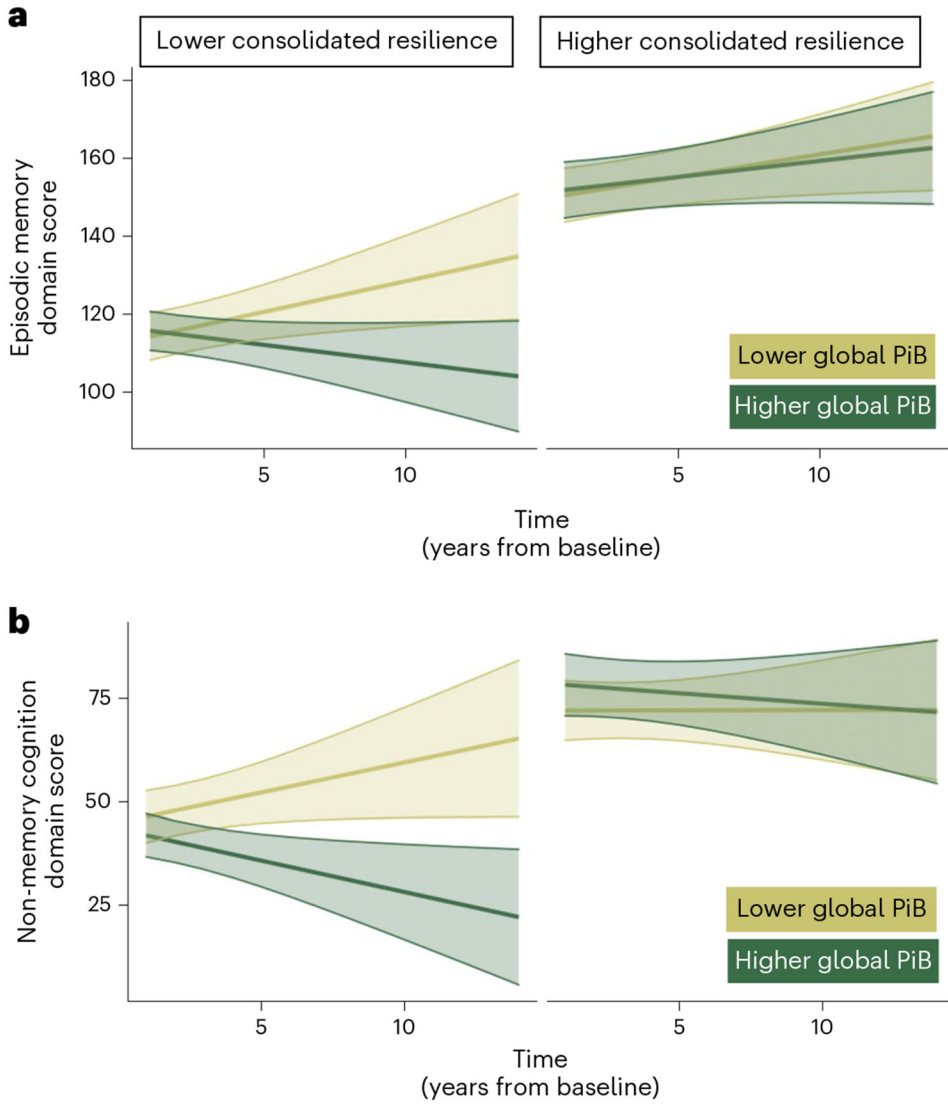 a
Lower consolidated resilience
Higher consolidated resilience
Episodic memory
domain score
180
160
140
120
100
Lower global PiB
Higher global PiB
5
10
5
10
Time
(years from baseline)
b
Non-memory cognition
domain score
75
50
25
Lower global PiB
Higher global PiB
5
10
5
10
Time
(years from baseline)